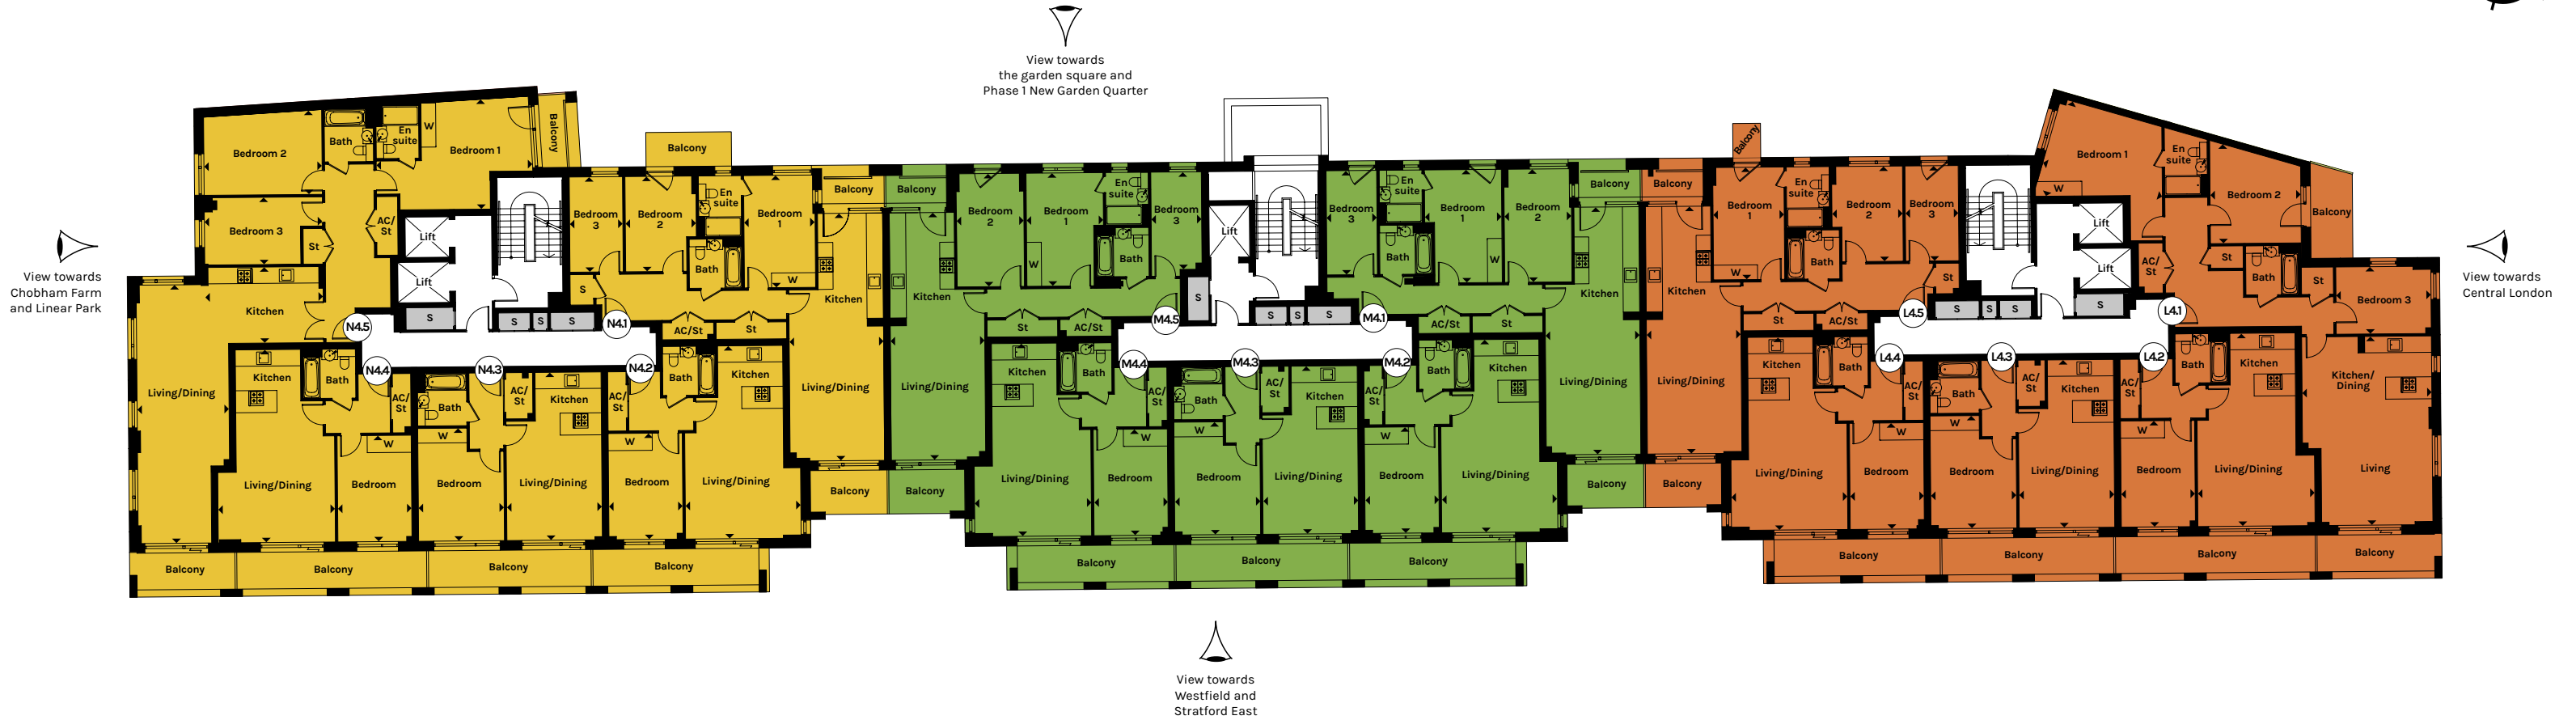 View towards
the garden square and
Phase 1 New Garden Quarter
View towards
Chobham Farm
and Linear Park
View towards
Central London
View towards
Westfield and
Stratford East
Bedroom 2
Bath
En
suite
W
Bedroom 1
Balcony
Bedroom 3
St
AC/
St
Lift
Lift
S
Kitchen
Living/Dining
N4.5
Balcony
N4.4
Kitchen
Bath
AC/
St
W
Living/Dining
Bedroom
Balcony
N4.3
Bath
AC/
St
Kitchen
W
Bedroom
Living/Dining
Balcony
N4.2
AC/
St
Bath
Kitchen
W
Bedroom
Living/Dining
Balcony
S
S
S
N4.1
Balcony
Bedroom
3
Bedroom
2
En
suite
Bedroom
1
Bath
W
S
AC/St
St
Balcony
Kitchen
Living/Dining
Balcony
Balcony
Kitchen
Living/Dining
Balcony
Bedroom
2
Bedroom
1
En
suite
Bedroom
3
W
Bath
St
AC/St
M4.5
S
Lift
S
S
S
M4.4
Kitchen
Bath
AC/
St
W
Living/Dining
Bedroom
Balcony
M4.3
Bath
AC/
St
Kitchen
W
Bedroom
Living/Dining
Balcony
M4.2
AC/
St
Bath
Kitchen
W
Bedroom
Living/Dining
Balcony
M4.1
Bedroom
3
En
suite
Bedroom
1
Bedroom
2
Bath
W
AC/St
St
Balcony
Kitchen
Living/Dining
Balcony
Balcony
Kitchen
Living/Dining
Balcony
Balcony
Bedroom
1
En
suite
Bedroom
2
Bedroom
3
W
Bath
St
St
AC/St
L4.5
S
S
S
Lift
Lift
S
L4.4
Kitchen
Bath
AC/
St
W
Living/Dining
Bedroom
Balcony
L4.3
Bath
AC/
St
Kitchen
W
Bedroom
Living/Dining
Balcony
L4.2
AC/
St
Bath
Kitchen
W
Bedroom
Living/Dining
Balcony
L4.1
Bedroom 1
En
suite
W
Bedroom 2
Balcony
AC/
St
St
Bath
St
Bedroom 3
Kitchen/
Dining
Living
Balcony